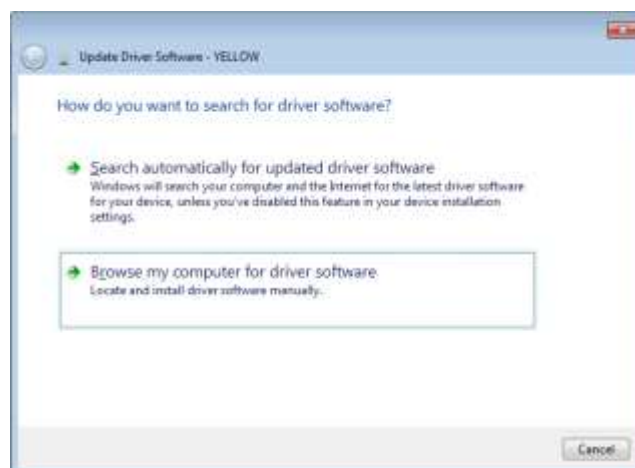 Update Driver Software - YELLOW
How do you want to search for driver software?
Search automatically for updated driver software
Windows will search your computer and the Internet for the latest driver software
for your device, unless you've disabled this feature in your device installation
settings.
Browse my computer for driver software
Locate and install driver software manually.
Cancel